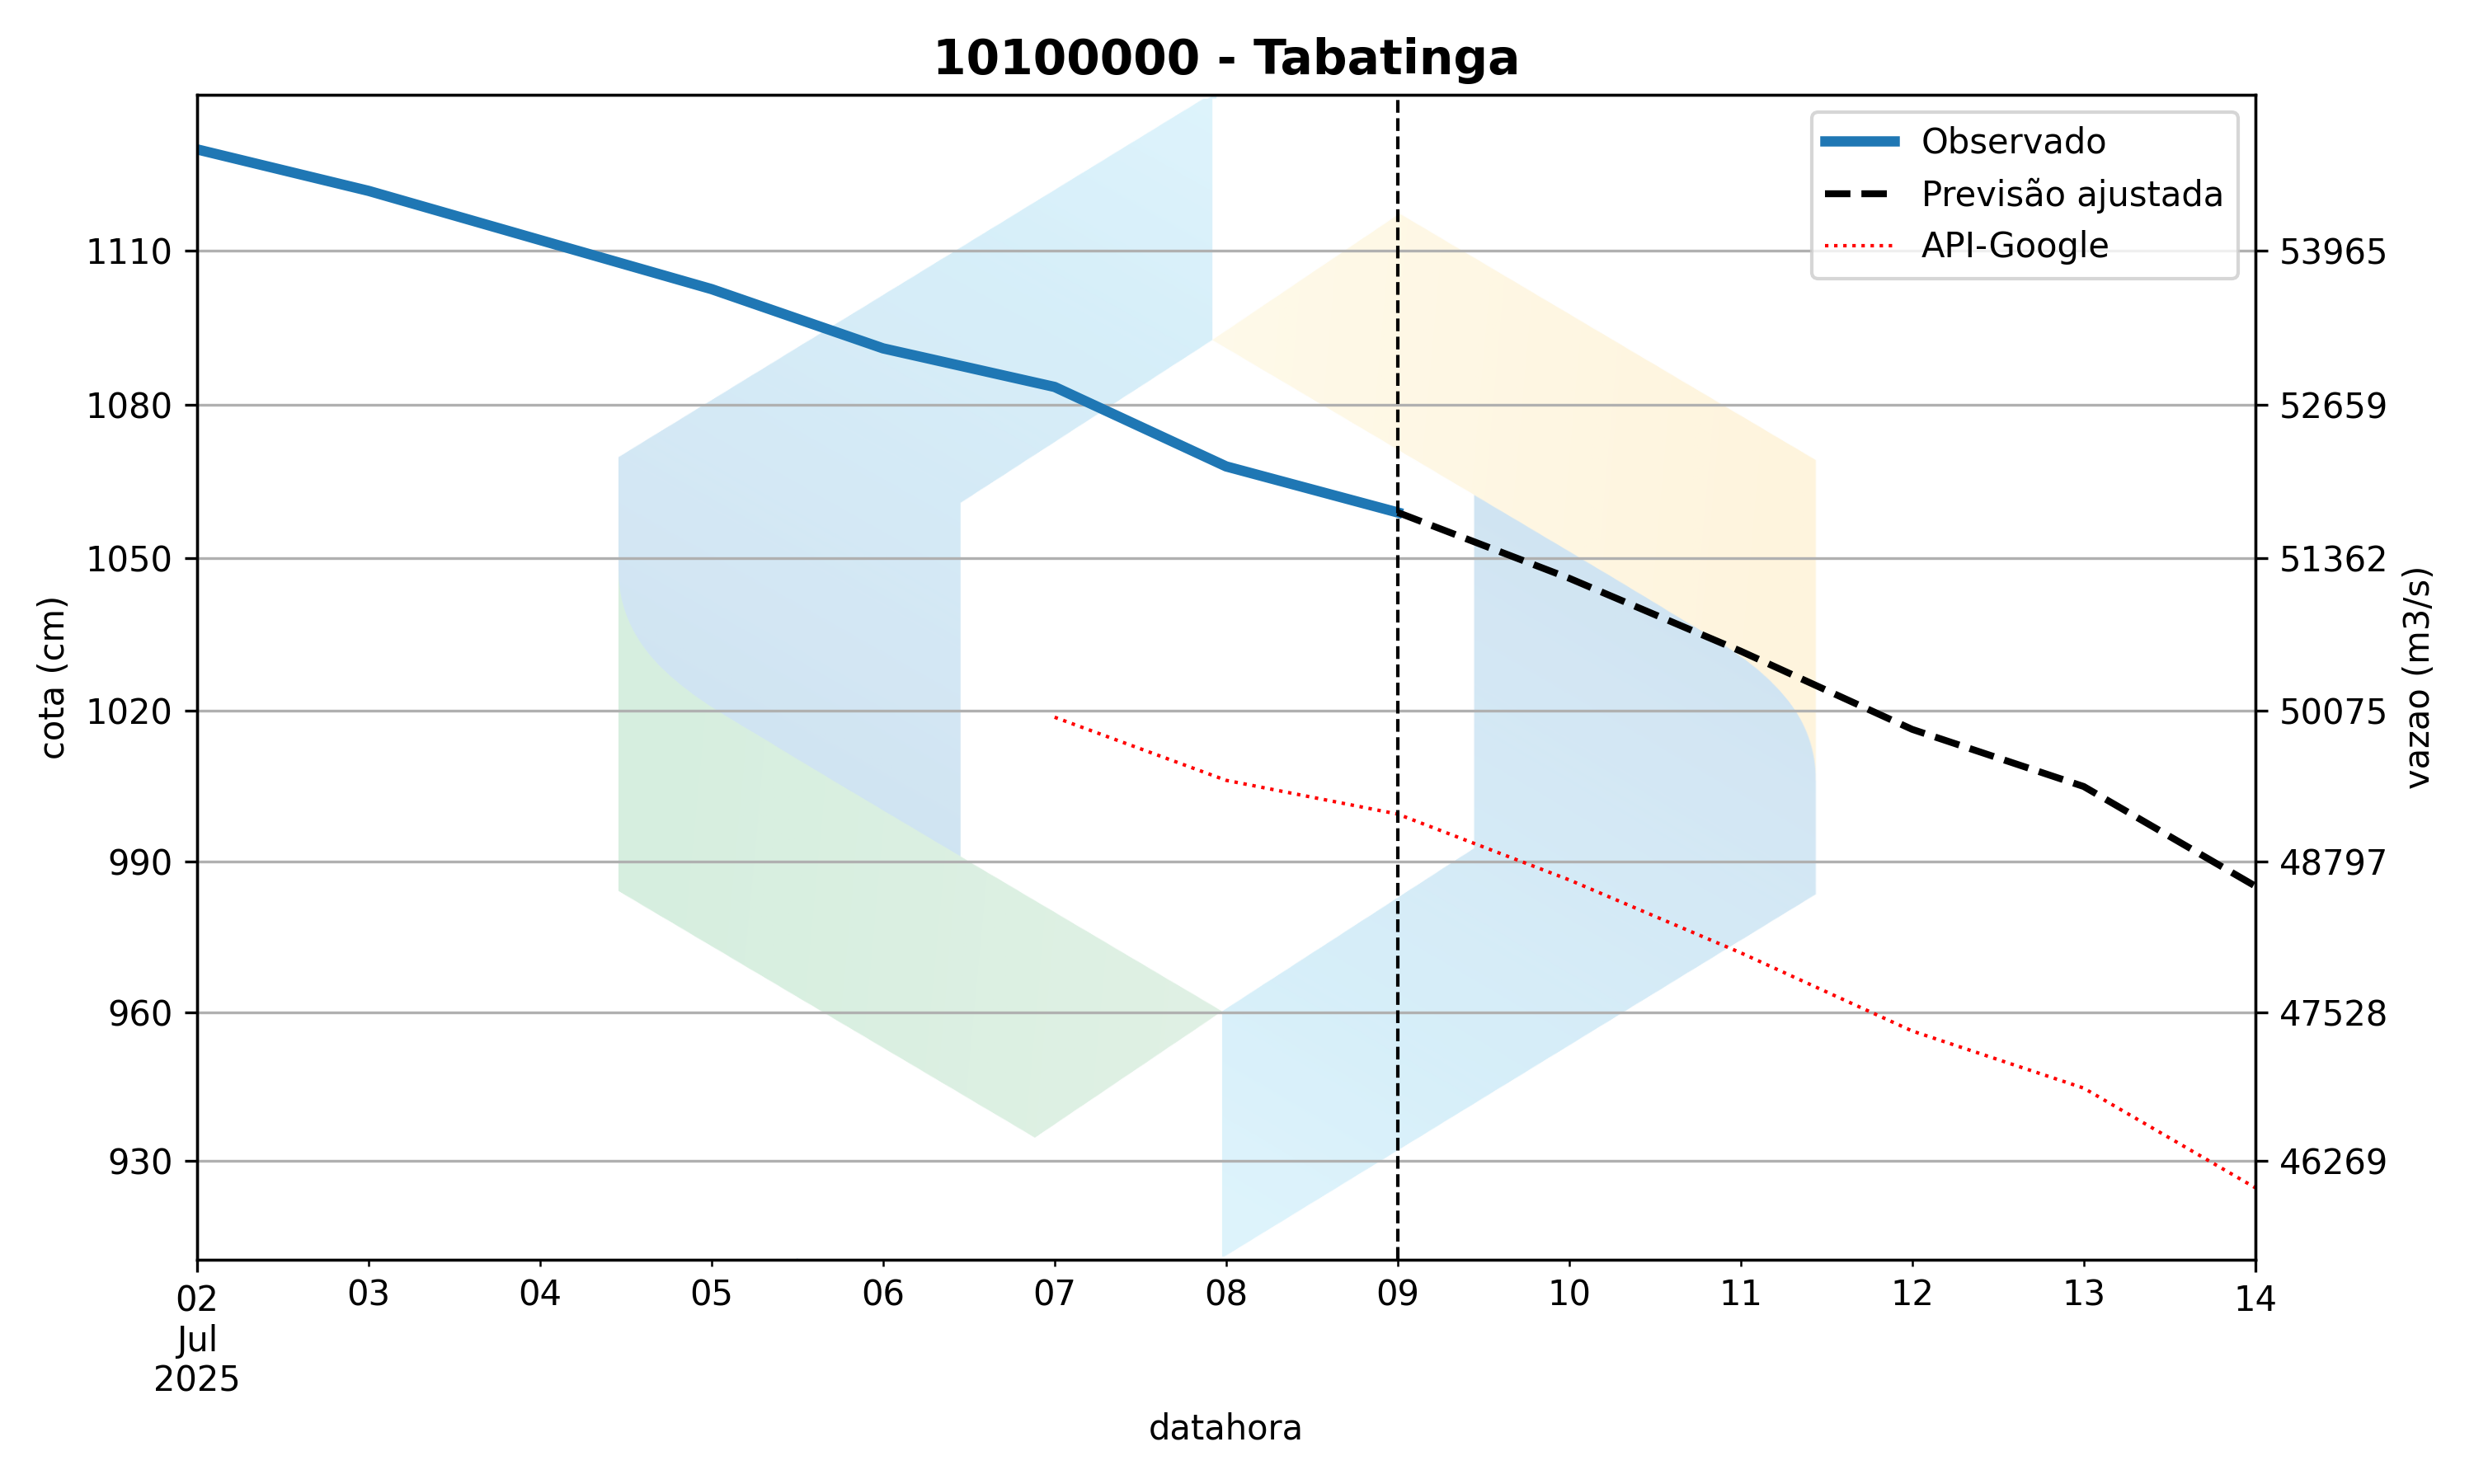 10100000 - Tabatinga
Observado
Previsão ajustada
API-Google
cota (cm)
1110
1080
1050
1020
990
960
930
53965
52659
51362
50075
48797
47528
46269
vazao (m3/s)
02 03 04 05 06 07 08 09 10 11 12 13 14
Jul
2025
datahora